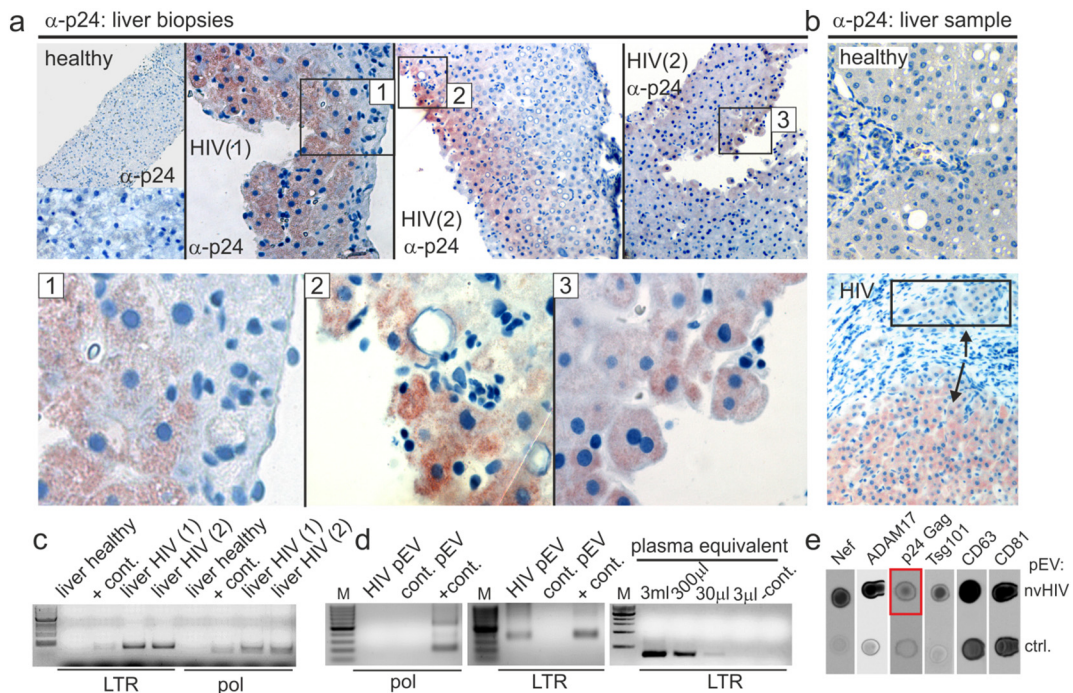 a
α-p24: liver biopsies
healthy
α-p24
HIV(1)
α-p24
1
2
HIV(2)
α-p24
HIV(2)
α-p24
3
1
2
3
b
α-p24: liver sample
healthy
HIV
c
liver healthy
+ cont.
liver HIV (1)
liver HIV (2)
liver healthy
+ cont.
liver HIV (1)
liver HIV (2)
LTR
pol
d
M
HIV pEV
cont. pEV
+cont.
pol
M
HIV pEV
cont. pEV
+ cont.
LTR
plasma equivalent
M
3ml
300µl
30µl
3µl
-cont.
LTR
e
Nef
ADAM17
p24 Gag
Tsg101
CD63
CD81
pEV:
nvHIV
ctrl.